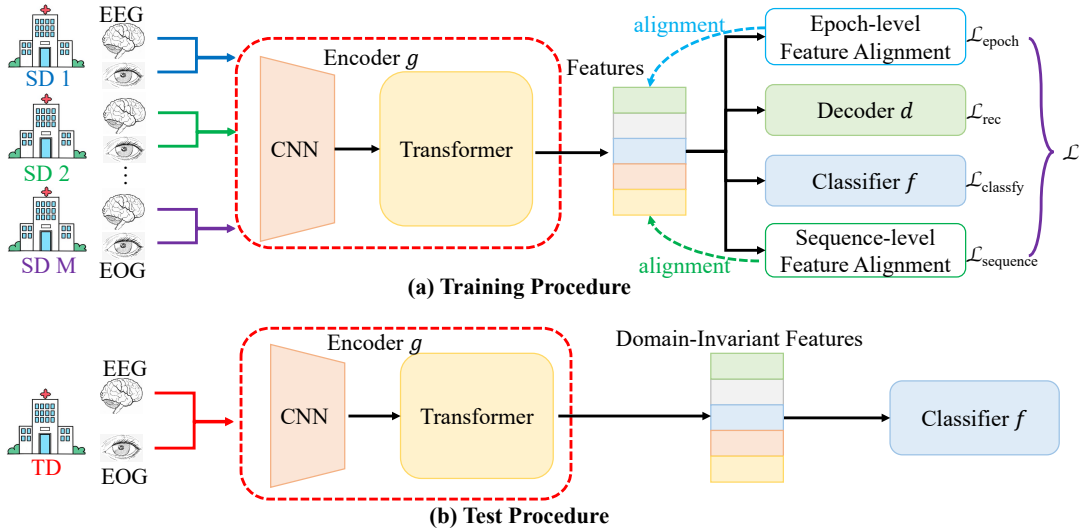 EEG
SD 1
SD 2
⋮
SD M
EOG
Encoder g
CNN
Transformer
Features
alignment
alignment
Epoch-level
Feature Alignment
ℒepoch
Decoder d
ℒrec
Classifier f
ℒclassfy
Sequence-level
Feature Alignment
ℒsequence
ℒ
(a) Training Procedure
EEG
TD
EOG
Encoder g
CNN
Transformer
Domain-Invariant Features
Classifier f
(b) Test Procedure